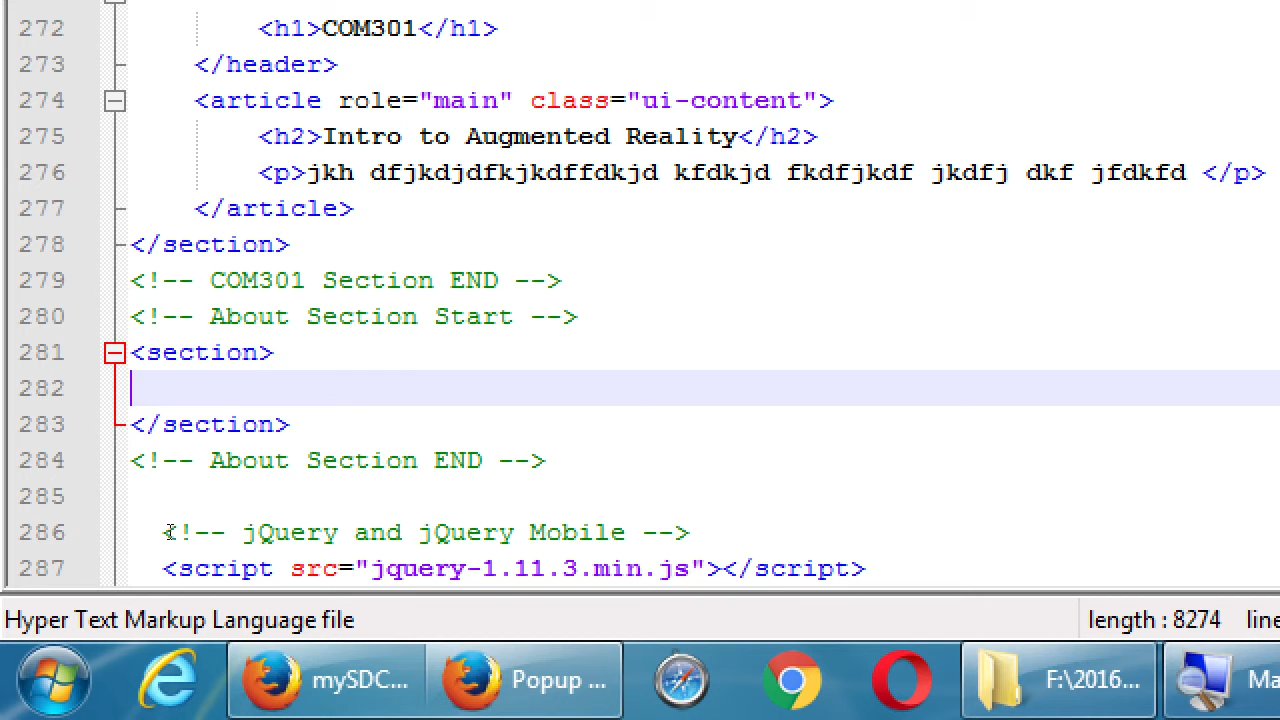 272 <h1>COM301</h1>
273 </header>
274 <article role="main" class="ui-content">
275 <h2>Intro to Augmented Reality</h2>
276 <p>jkh dfjkdjdfkjkdffdkjd kfdkjd fkdfjkdf jkdfj dkf jfdkfd </p>
277 </article>
278 </section>
279 <!-- COM301 Section END -->
280 <!-- About Section Start -->
281 <section>
282
283 </section>
284 <!-- About Section END -->
285
286 <!-- jQuery and jQuery Mobile -->
287 <script src="jquery-1.11.3.min.js"></script>
Hyper Text Markup Language file length : 8274 line
mySDC... Popup ... F:\2016... Ma